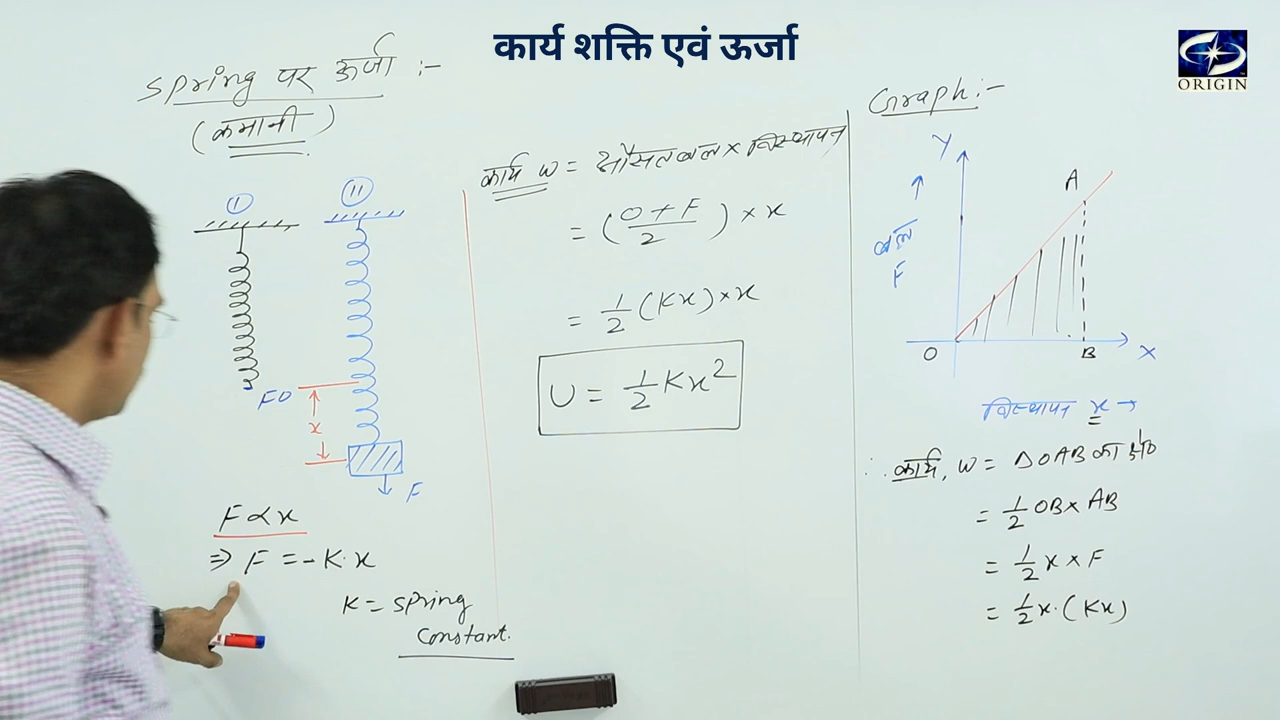 कार्य शक्ति एवं ऊर्जा
ORIGIN
Spring पर ऊर्जा :-
(कमानी)
I
II
FO
x
F
F ∝ x
⇒ F = -K·x
K = Spring
Constant.
कार्य W = औसत बल × विस्थापन
= (0+F/2) × x
= 1/2 (Kx) × x
U = 1/2 Kx²
Graph :-
Y
A
बल
F
O
B
X
विस्थापन x →
∴ कार्य, W = ΔOAB का क्षे०
= 1/2 OB × AB
= 1/2 x × F
= 1/2 x·(Kx)